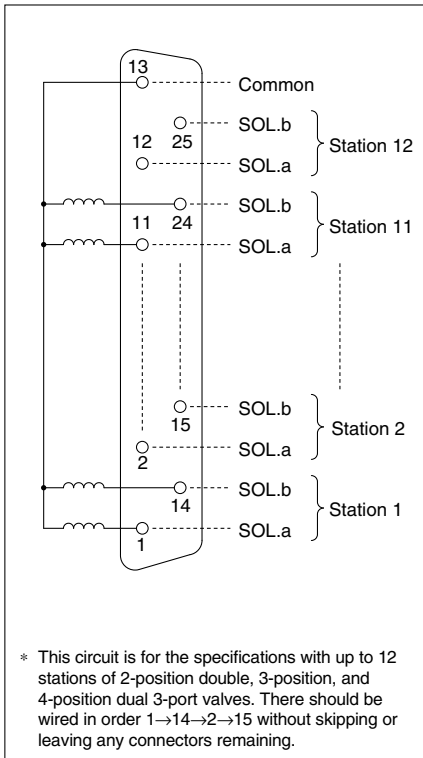 13
Common
SOL.b
12 25
Station 12
SOL.a
SOL.b
11 24
Station 11
SOL.a
SOL.b
15
Station 2
SOL.a
2
SOL.b
14
Station 1
SOL.a
1
* This circuit is for the specifications with up to 12
stations of 2-position double, 3-position, and
4-position dual 3-port valves. There should be
wired in order 1→14→2→15 without skipping or
leaving any connectors remaining.